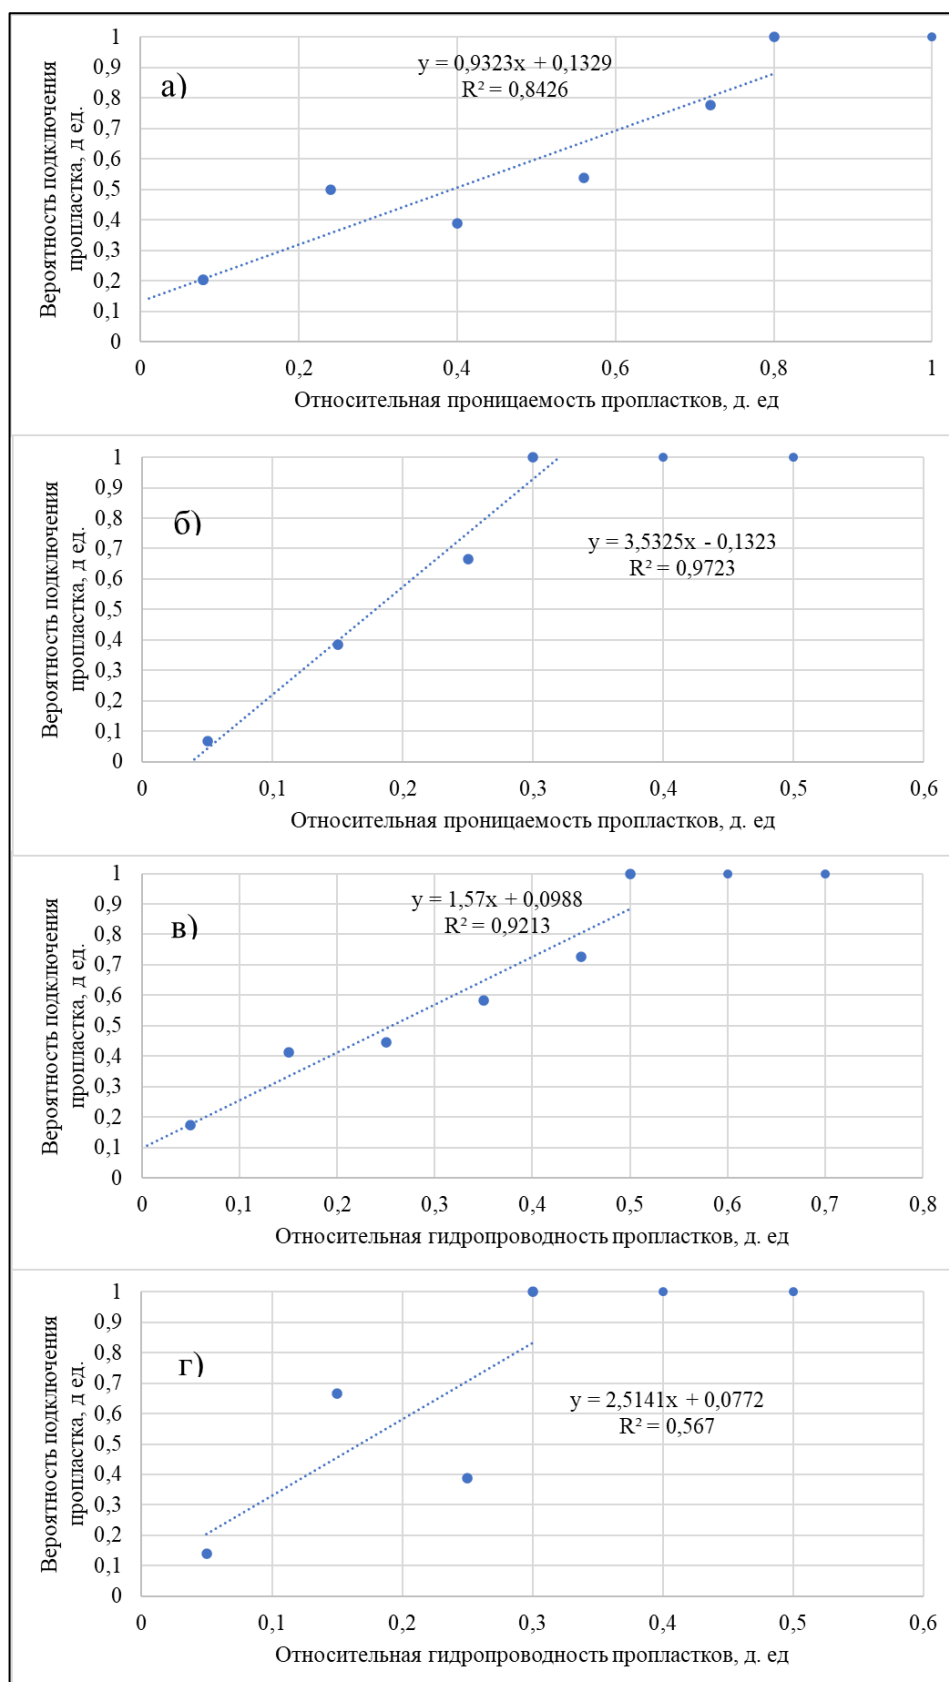 а)
y = 0,9323x + 0,1329
R² = 0,8426
Вероятность подключения
пропластка, д ед.
1
0,9
0,8
0,7
0,6
0,5
0,4
0,3
0,2
0,1
0
0 0,2 0,4 0,6 0,8 1
Относительная проницаемость пропластков, д. ед
б)
y = 3,5325x - 0,1323
R² = 0,9723
Вероятность подключения
пропластка, д ед.
1
0,9
0,8
0,7
0,6
0,5
0,4
0,3
0,2
0,1
0
0 0,1 0,2 0,3 0,4 0,5 0,6
Относительная проницаемость пропластков, д. ед
в)
y = 1,57x + 0,0988
R² = 0,9213
Вероятность подключения
пропластка, д ед.
1
0,9
0,8
0,7
0,6
0,5
0,4
0,3
0,2
0,1
0
0 0,1 0,2 0,3 0,4 0,5 0,6 0,7 0,8
Относительная гидропроводность пропластков, д. ед
г)
y = 2,5141x + 0,0772
R² = 0,567
Вероятность подключения
пропластка, д ед.
1
0,9
0,8
0,7
0,6
0,5
0,4
0,3
0,2
0,1
0
0 0,1 0,2 0,3 0,4 0,5 0,6
Относительная гидропроводность пропластков, д. ед